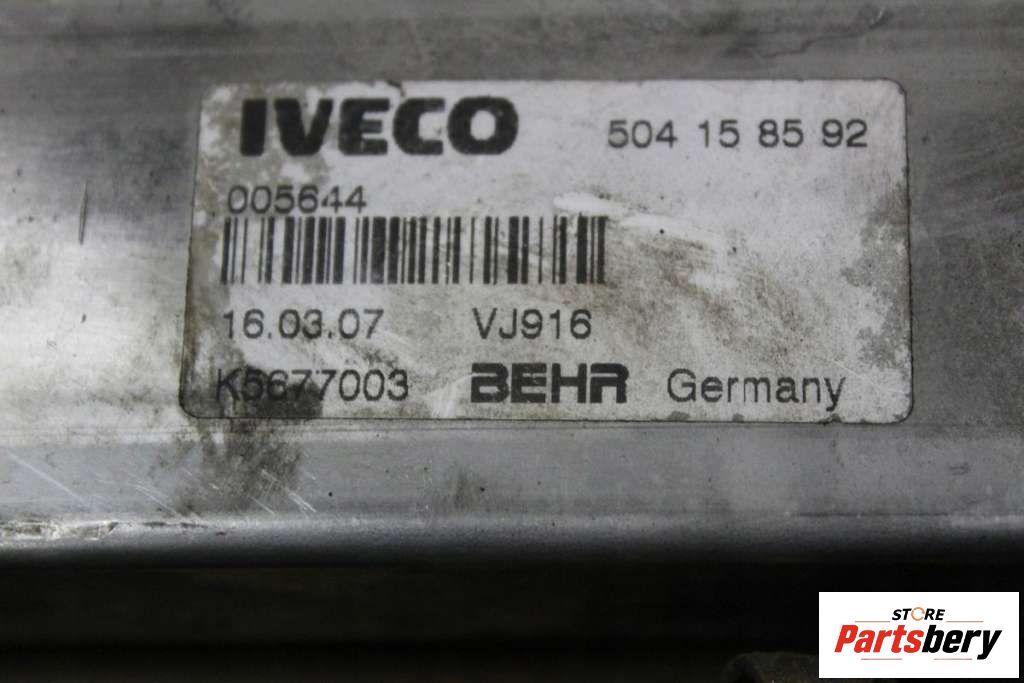 IVECO 504 15 85 92
005644
16.03.07 VJ916
K5677003 BEHR Germany
STORE
Partsbery